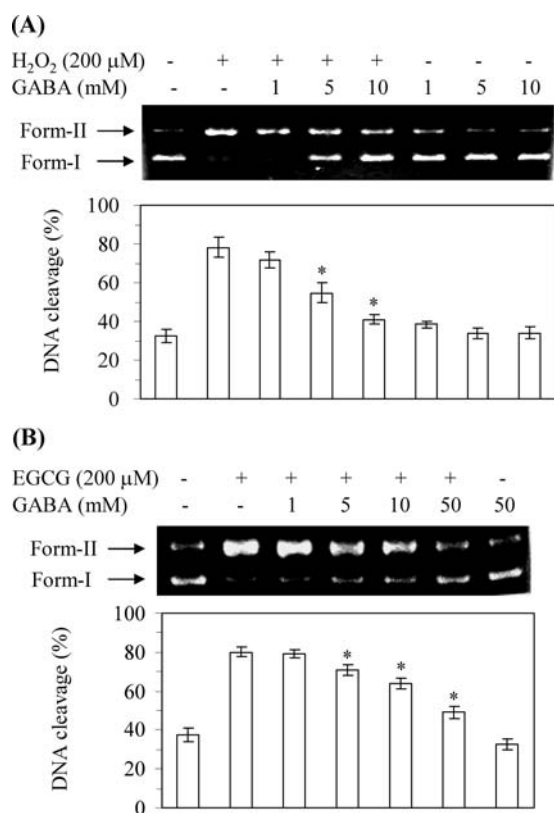 (A)
H₂O₂ (200 μM) - + + + + - - -
GABA (mM) - - 1 5 10 1 5 10
Form-II
Form-I
100
80
60
40
20
0
DNA cleavage (%)
* *
(B)
EGCG (200 μM) - + + + + + -
GABA (mM) - - 1 5 10 50 50
Form-II
Form-I
100
80
60
40
20
0
DNA cleavage (%)
* * *